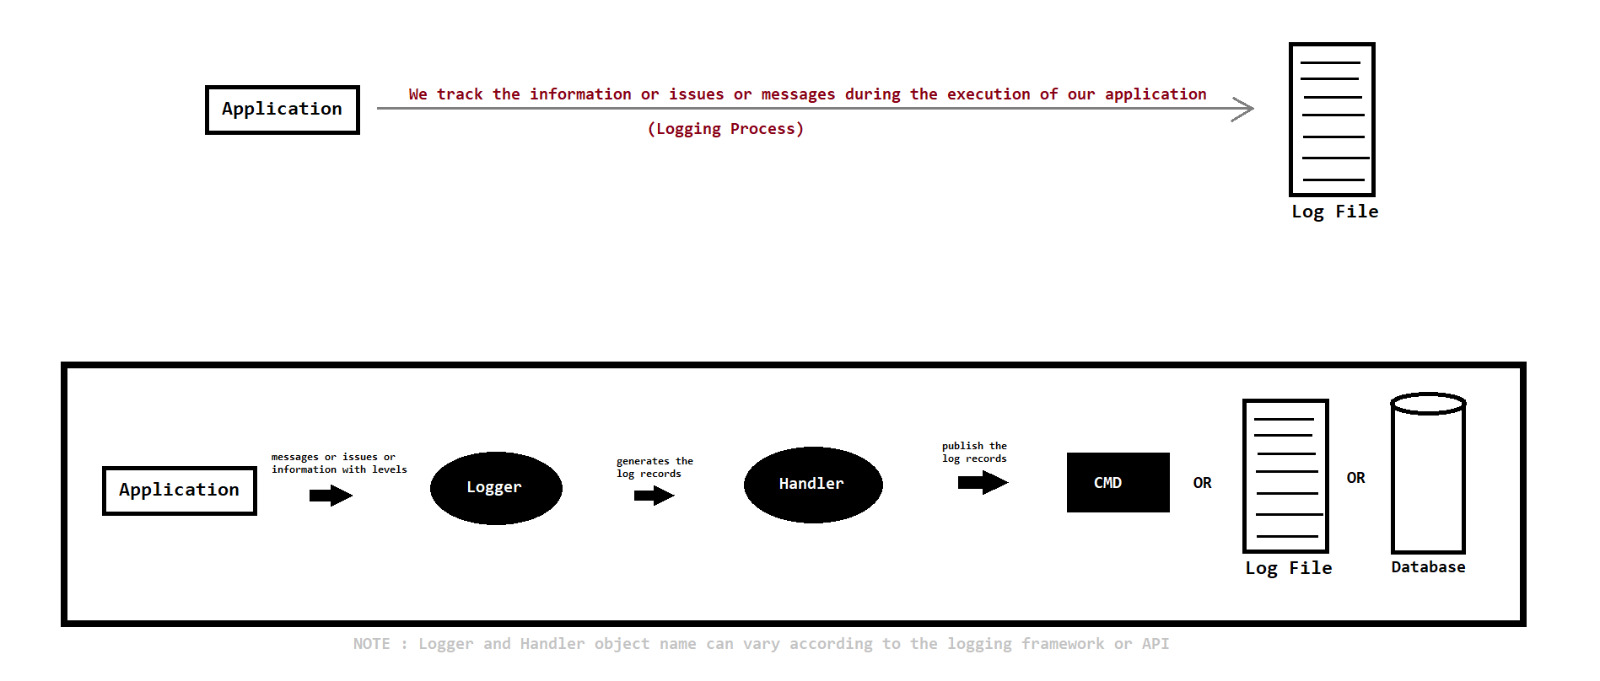 Application
We track the information or issues or messages during the execution of our application
(Logging Process)
Log File
messages or issues or
information with levels
Application
Logger
generates the
log records
Handler
publish the
log records
CMD
OR
Log File
OR
Database
NOTE : Logger and Handler object name can vary according to the logging framework or API